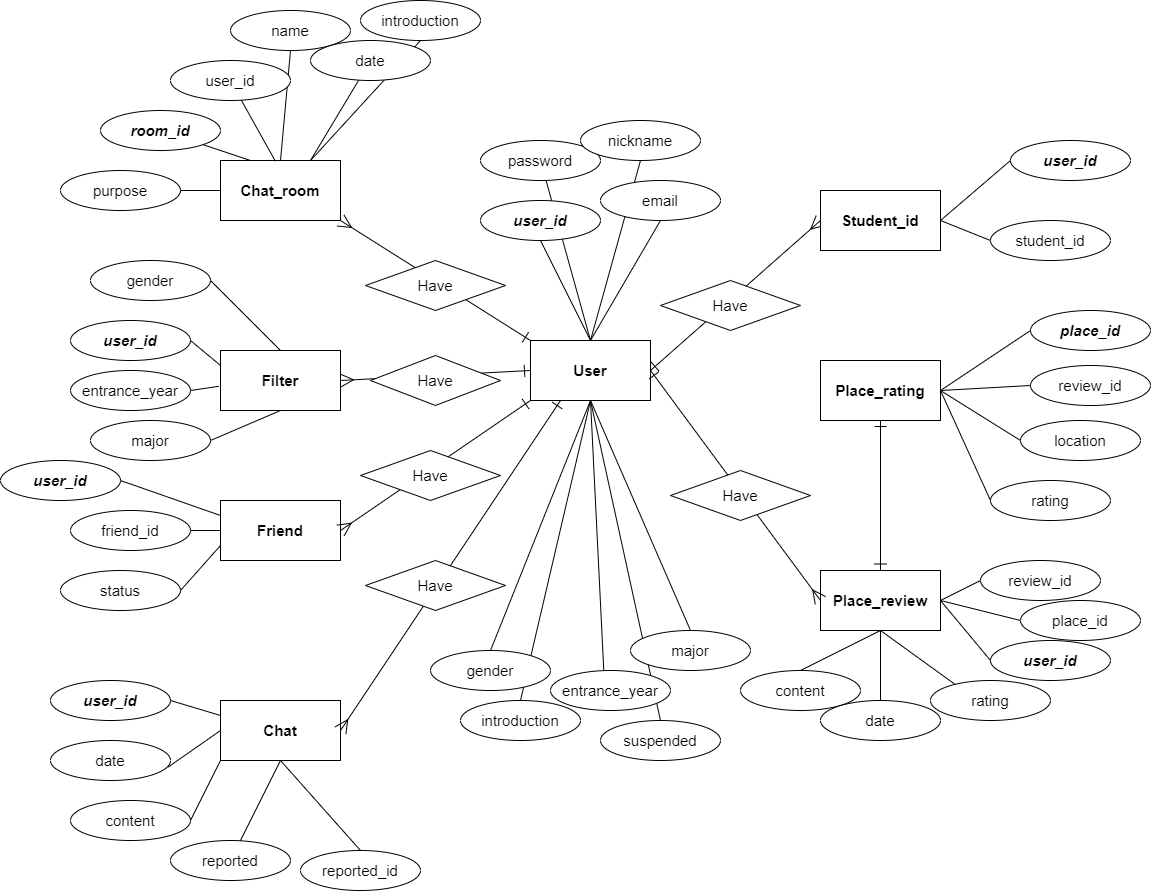 introduction
name
date
user_id
room_id
purpose
Chat_room
nickname
password
email
user_id
user_id
Student_id
student_id
Have
gender
Have
user_id
entrance_year
major
Filter
Have
User
place_id
Place_rating
review_id
location
rating
user_id
friend_id
status
Friend
Have
Have
Have
Place_review
review_id
place_id
user_id
content
date
rating
gender
introduction
entrance_year
major
suspended
user_id
date
content
Chat
reported
reported_id